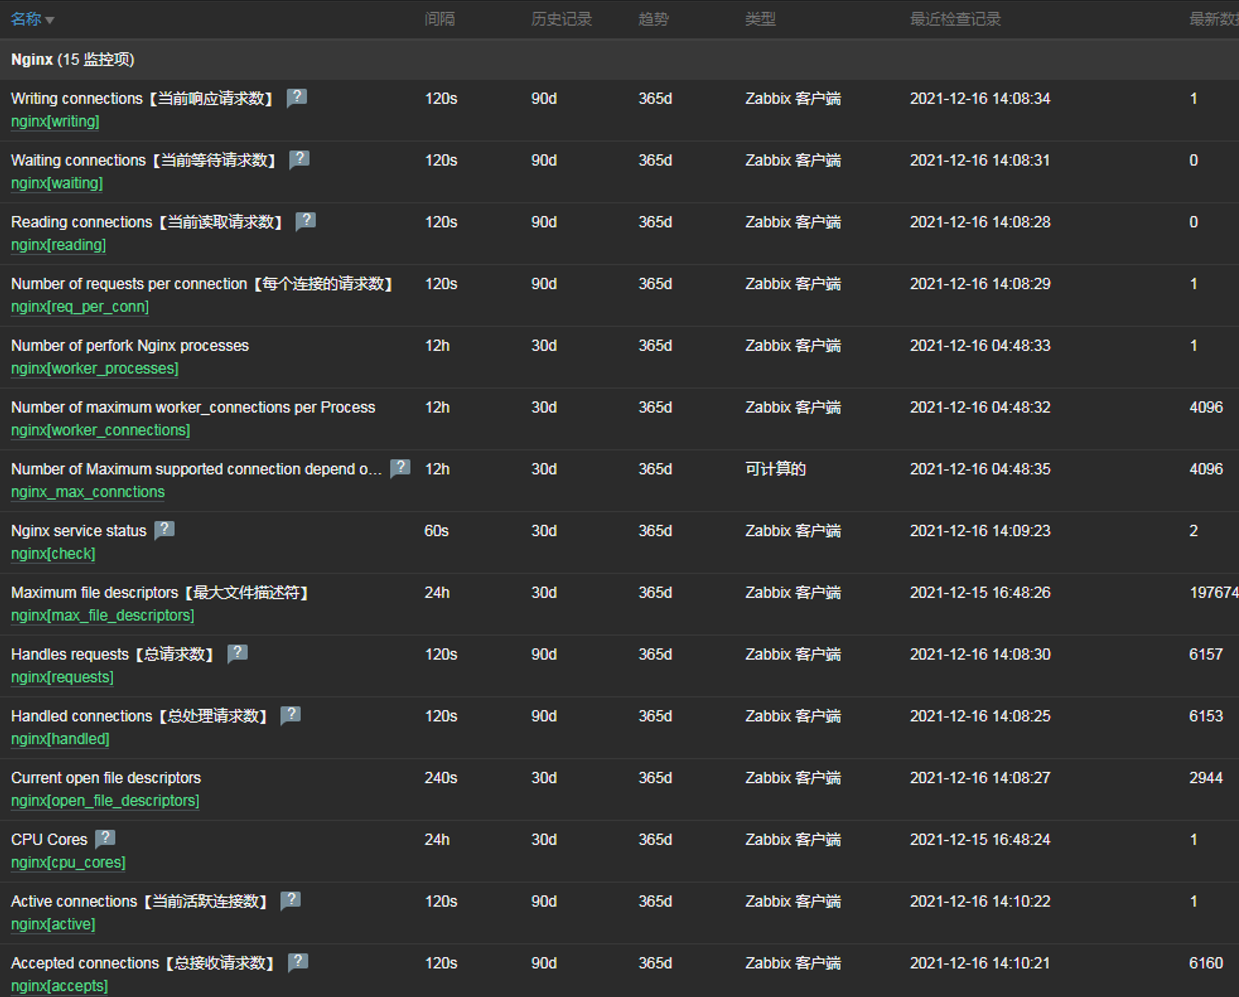 名称 间隔 历史记录 趋势 类型 最近检查记录 最新数
Nginx (15 监控项)
Writing connections【当前响应请求数】 ? 120s 90d 365d Zabbix 客户端 2021-12-16 14:08:34 1
nginx[writing]
Waiting connections【当前等待请求数】 ? 120s 90d 365d Zabbix 客户端 2021-12-16 14:08:31 0
nginx[waiting]
Reading connections【当前读取请求数】 ? 120s 90d 365d Zabbix 客户端 2021-12-16 14:08:28 0
nginx[reading]
Number of requests per connection【每个连接的请求数】 120s 90d 365d Zabbix 客户端 2021-12-16 14:08:29 1
nginx[req_per_conn]
Number of perfork Nginx processes 12h 30d 365d Zabbix 客户端 2021-12-16 04:48:33 1
nginx[worker_processes]
Number of maximum worker_connections per Process 12h 30d 365d Zabbix 客户端 2021-12-16 04:48:32 4096
nginx[worker_connections]
Number of Maximum supported connection depend o... ? 12h 30d 365d 可计算的 2021-12-16 04:48:35 4096
nginx_max_connctions
Nginx service status ? 60s 30d 365d Zabbix 客户端 2021-12-16 14:09:23 2
nginx[check]
Maximum file descriptors【最大文件描述符】 24h 30d 365d Zabbix 客户端 2021-12-15 16:48:26 197674
nginx[max_file_descriptors]
Handles requests【总请求数】 ? 120s 90d 365d Zabbix 客户端 2021-12-16 14:08:30 6157
nginx[requests]
Handled connections【总处理请求数】 ? 120s 90d 365d Zabbix 客户端 2021-12-16 14:08:25 6153
nginx[handled]
Current open file descriptors 240s 30d 365d Zabbix 客户端 2021-12-16 14:08:27 2944
nginx[open_file_descriptors]
CPU Cores ? 24h 30d 365d Zabbix 客户端 2021-12-15 16:48:24 1
nginx[cpu_cores]
Active connections【当前活跃连接数】 ? 120s 90d 365d Zabbix 客户端 2021-12-16 14:10:22 1
nginx[active]
Accepted connections【总接收请求数】 ? 120s 90d 365d Zabbix 客户端 2021-12-16 14:10:21 6160
nginx[accepts]